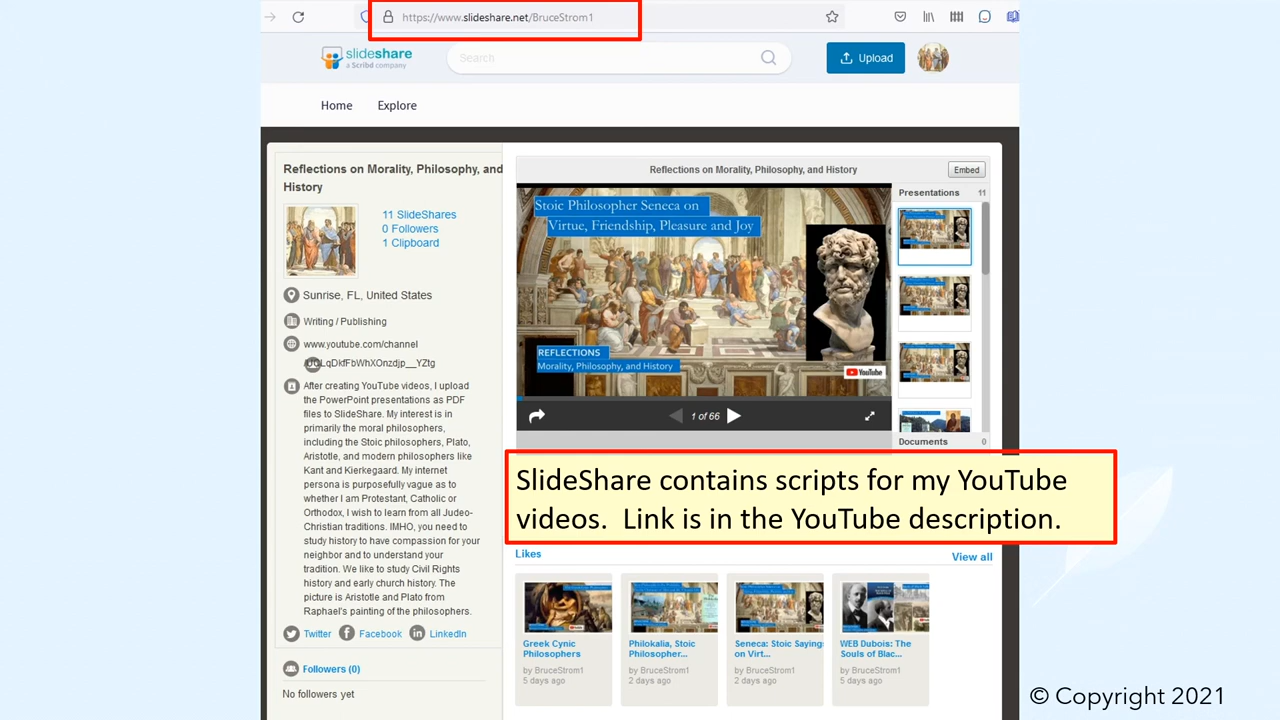 https://www.slideshare.net/BruceStrom1
slideshare
a Scribd company
Search
Upload
Home
Explore
Reflections on Morality, Philosophy, and
History
11 SlideShares
0 Followers
1 Clipboard
Sunrise, FL, United States
Writing / Publishing
www.youtube.com/channel
After creating YouTube videos, I upload
the PowerPoint presentations as PDF
files to SlideShare. My interest is in
primarily the moral philosophers,
including the Stoic philosophers, Plato,
Aristotle, and modern philosophers like
Kant and Kierkegaard. My internet
persona is purposefully vague as to
whether I am Protestant, Catholic or
Orthodox, I wish to learn from all Judeo-
Christian traditions. IMHO, you need to
study history to have compassion for your
neighbor and to understand your
tradition. We like to study Civil Rights
history and early church history. The
picture is Aristotle and Plato from
Raphael's painting of the philosophers.
Twitter
Facebook
LinkedIn
Followers (0)
No followers yet
Reflections on Morality, Philosophy, and History
Embed
Stoic Philosopher Seneca on
Virtue, Friendship, Pleasure and Joy
REFLECTIONS
Morality, Philosophy, and History
YouTube
1 of 66
Presentations
11
Documents
0
SlideShare contains scripts for my YouTube
videos. Link is in the YouTube description.
Likes
View all
Greek Cynic
Philosophers
by BruceStrom1
5 days ago
Philokalia, Stoic
Philosopher...
by BruceStrom1
2 days ago
Seneca: Stoic Sayings
on Virt...
by BruceStrom1
2 days ago
WEB Dubois: The
Souls of Blac...
by BruceStrom1
5 days ago
© Copyright 2021